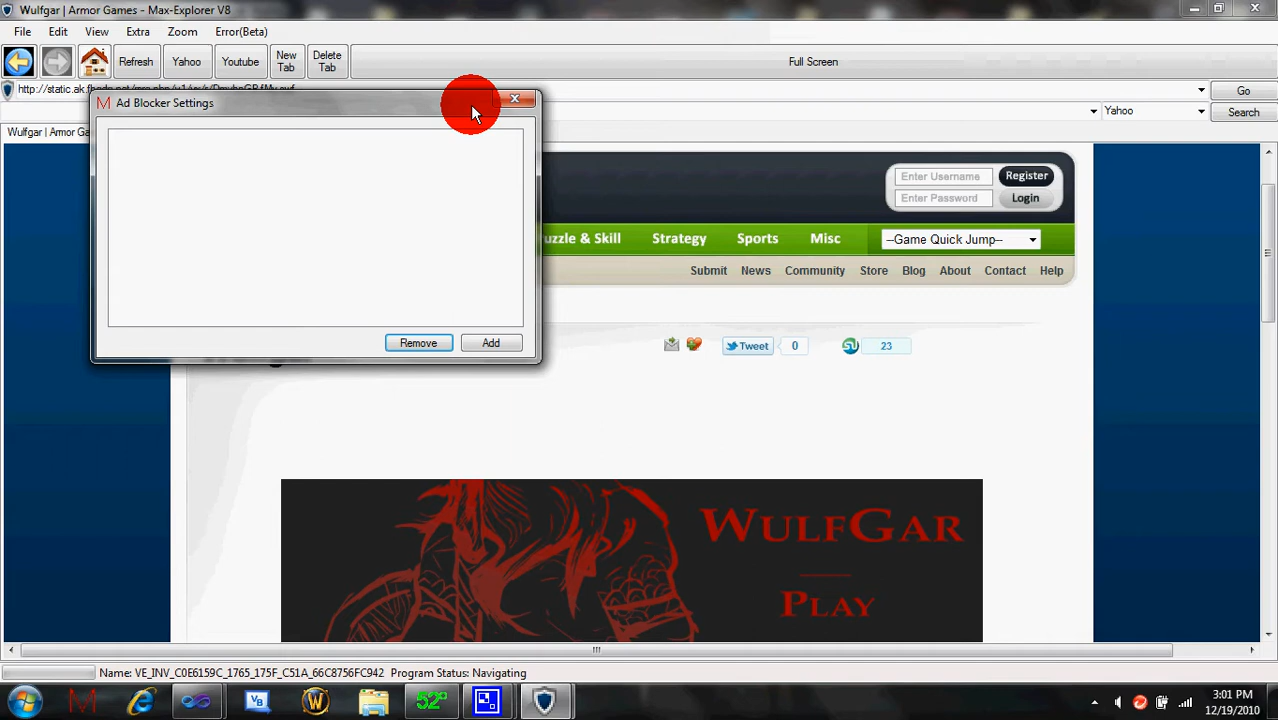 Wulfgar | Armor Games - Max-Explorer V8
File Edit View Extra Zoom Error(Beta)
Refresh Yahoo Youtube New Tab Delete Tab Full Screen
Go
Ad Blocker Settings
Yahoo Search
Wulfgar | Armor Ga
Enter Username Register
Enter Password Login
uzzle & Skill Strategy Sports Misc --Game Quick Jump--
Submit News Community Store Blog About Contact Help
Remove Add
Tweet 0 23
WULFGAR
PLAY
Name: VE_INV_C0E6159C_1765_175F_C51A_66C8756FC942 Program Status: Navigating
52°
3:01 PM
12/19/2010